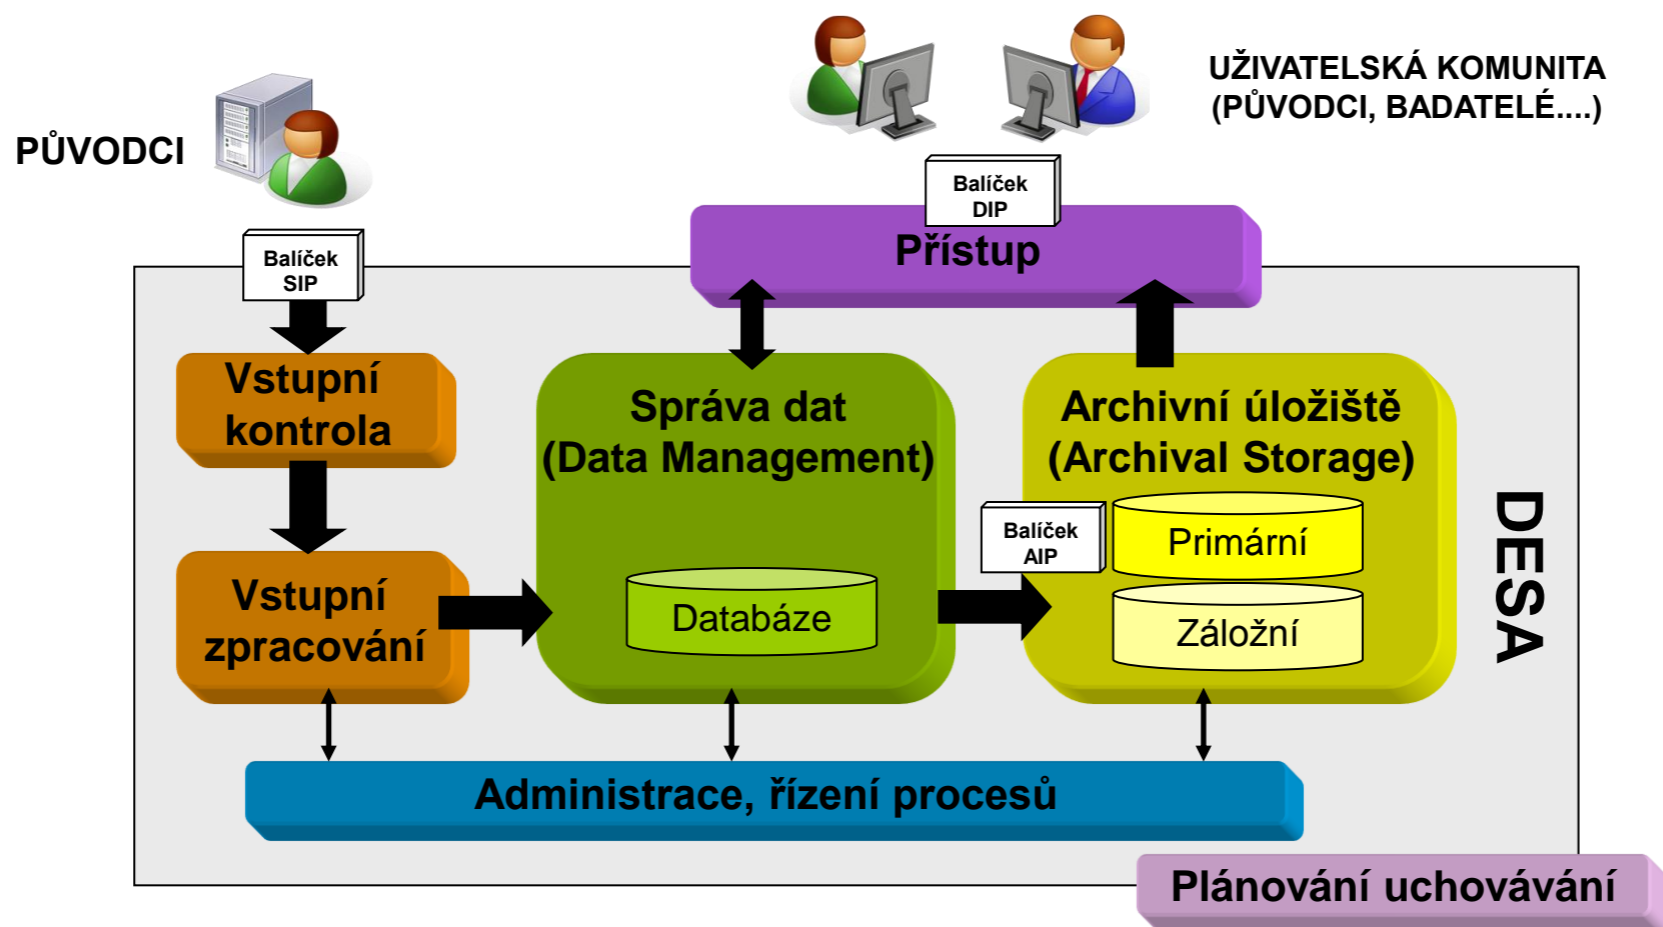 UŽIVATELSKÁ KOMUNITA
(PŮVODCI, BADATELÉ....)
PŮVODCI
Balíček
DIP
Přístup
Balíček
SIP
Vstupní
kontrola
Správa dat
(Data Management)
Archivní úložiště
(Archival Storage)
Balíček
AIP
Primární
DESA
Vstupní
zpracování
Databáze
Záložní
Administrace, řízení procesů
Plánování uchovávání